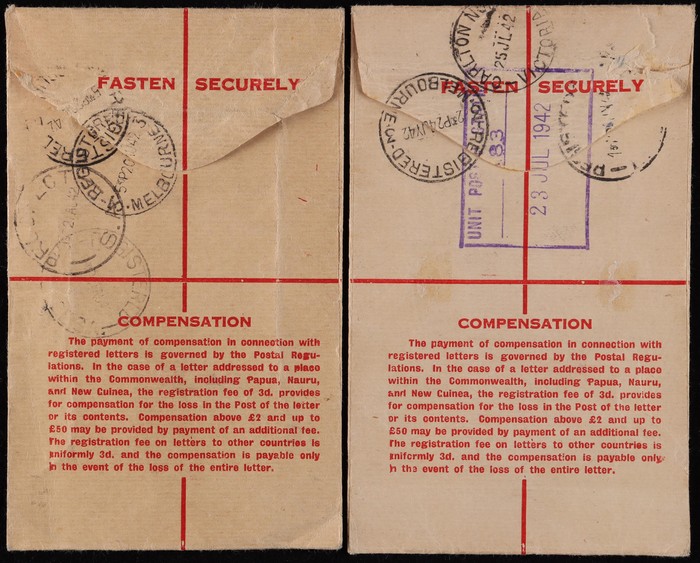 FASTEN SECURELY
REGISTERED
MELBOURNE
COMPENSATION
The payment of compensation in connection with
registered letters is governed by the Postal Regu-
lations. In the case of a letter addressed to a place
within the Commonwealth, including Papua, Nauru,
and New Guinea, the registration fee of 3d. provides
for compensation for the loss in the Post of the letter
or its contents. Compensation above £2 and up to
£50 may be provided by payment of an additional fee.
The registration fee on letters to other countries is
uniformly 3d. and the compensation is payable only
in the event of the loss of the entire letter.
CARLTON
25 JL 42
VICTORIA
FASTEN SECURELY
REGISTERED
MELBOURNE
UNIT
83
23 JUL 1942
COMPENSATION
The payment of compensation in connection with
registered letters is governed by the Postal Regu-
lations. In the case of a letter addressed to a place
within the Commonwealth, including Papua, Nauru,
and New Guinea, the registration fee of 3d. provides
for compensation for the loss in the Post of the letter
or its contents. Compensation above £2 and up to
£50 may be provided by payment of an additional fee.
The registration fee on letters to other countries is
uniformly 3d. and the compensation is payable only
in the event of the loss of the entire letter.